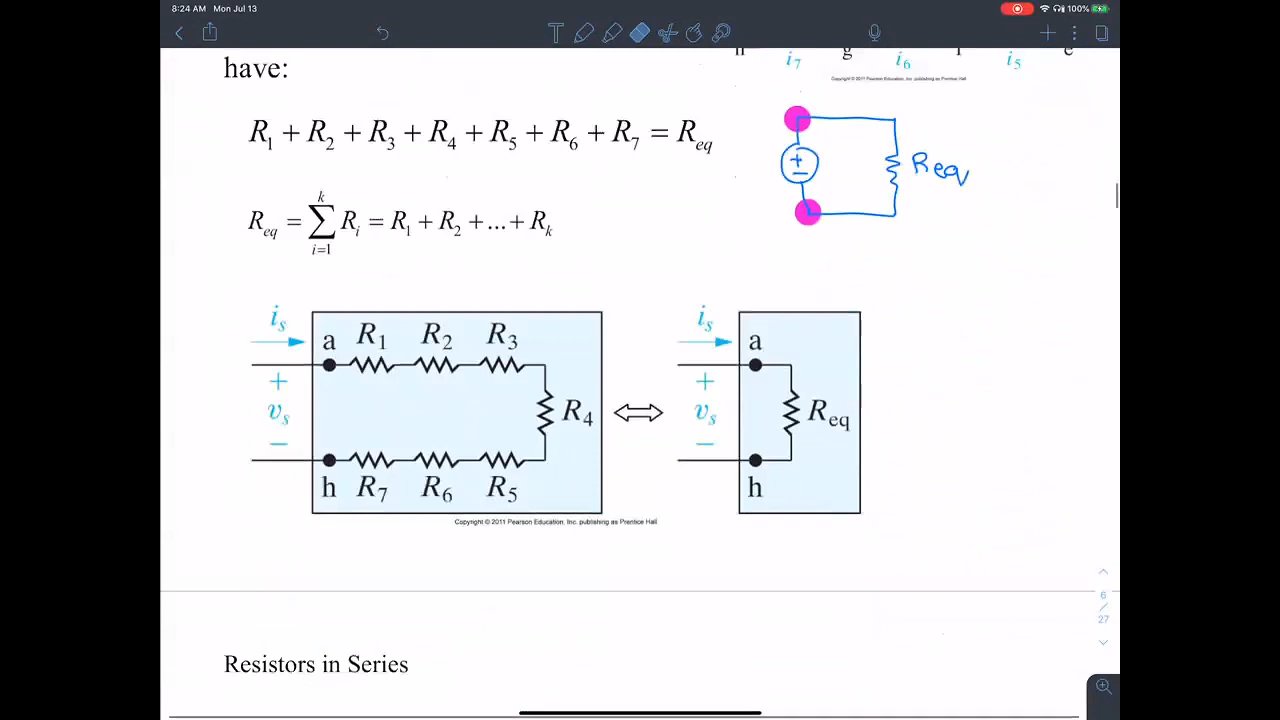 8:24 AM Mon Jul 13
100%
i7 g i6 i5 e
Copyright © 2011 Pearson Education, Inc. publishing as Prentice Hall
have:
R1 + R2 + R3 + R4 + R5 + R6 + R7 = Req
+
−
Req
k
Req = ∑ Ri = R1 + R2 + ... + Rk
i=1
is a R1 R2 R3
+
vs
−
R4
h R7 R6 R5
is a
+
vs
−
Req
h
Copyright © 2011 Pearson Education, Inc. publishing as Prentice Hall
6
/
27
Resistors in Series